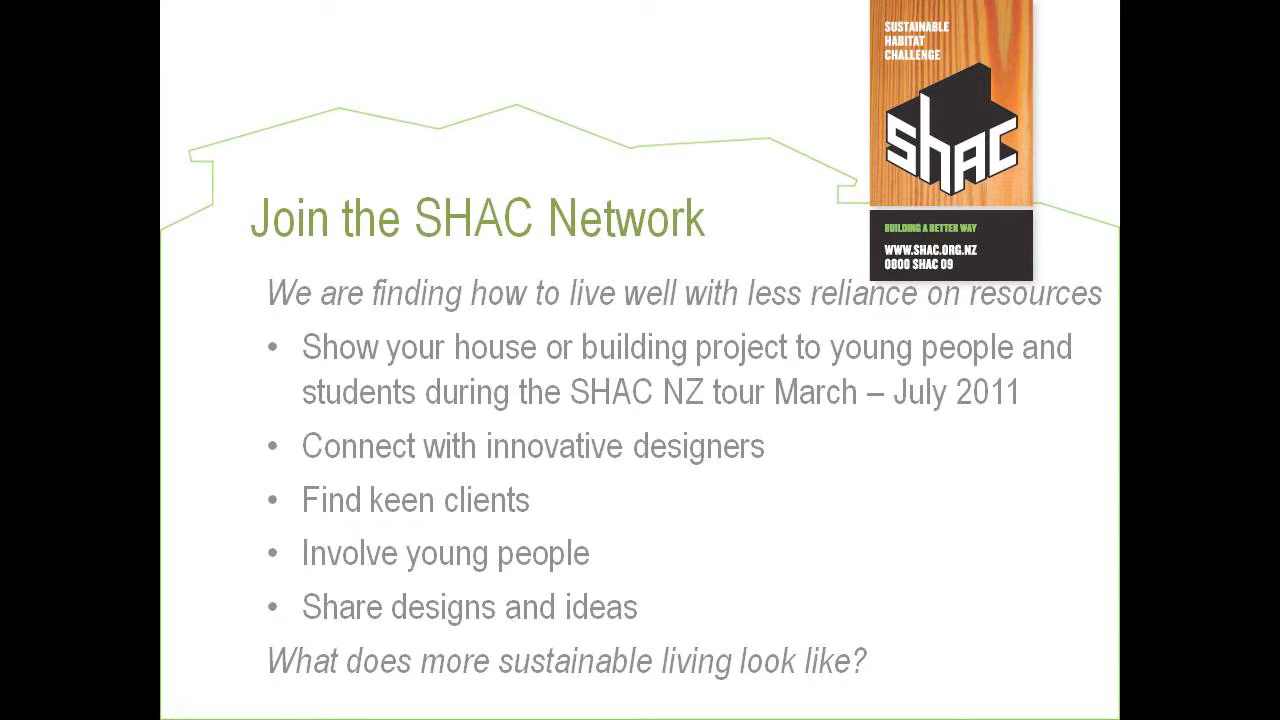 SUSTAINABLE
HABITAT
CHALLENGE
shac
BUILDING A BETTER WAY
WWW.SHAC.ORG.NZ
0800 SHAC 09
Join the SHAC Network
We are finding how to live well with less reliance on resources
• Show your house or building project to young people and
students during the SHAC NZ tour March – July 2011
• Connect with innovative designers
• Find keen clients
• Involve young people
• Share designs and ideas
What does more sustainable living look like?